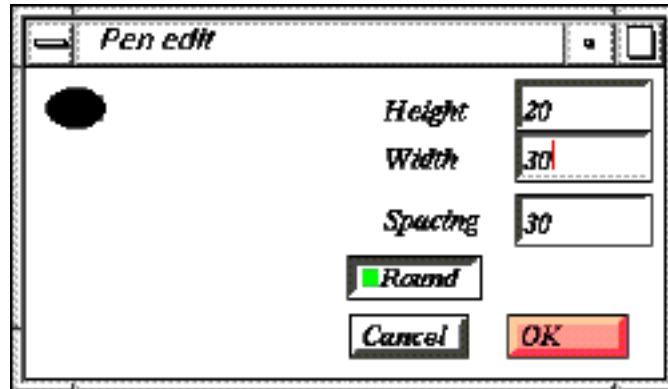 Pen edit
Height 20
Width 30
Spacing 30
Round
Cancel OK